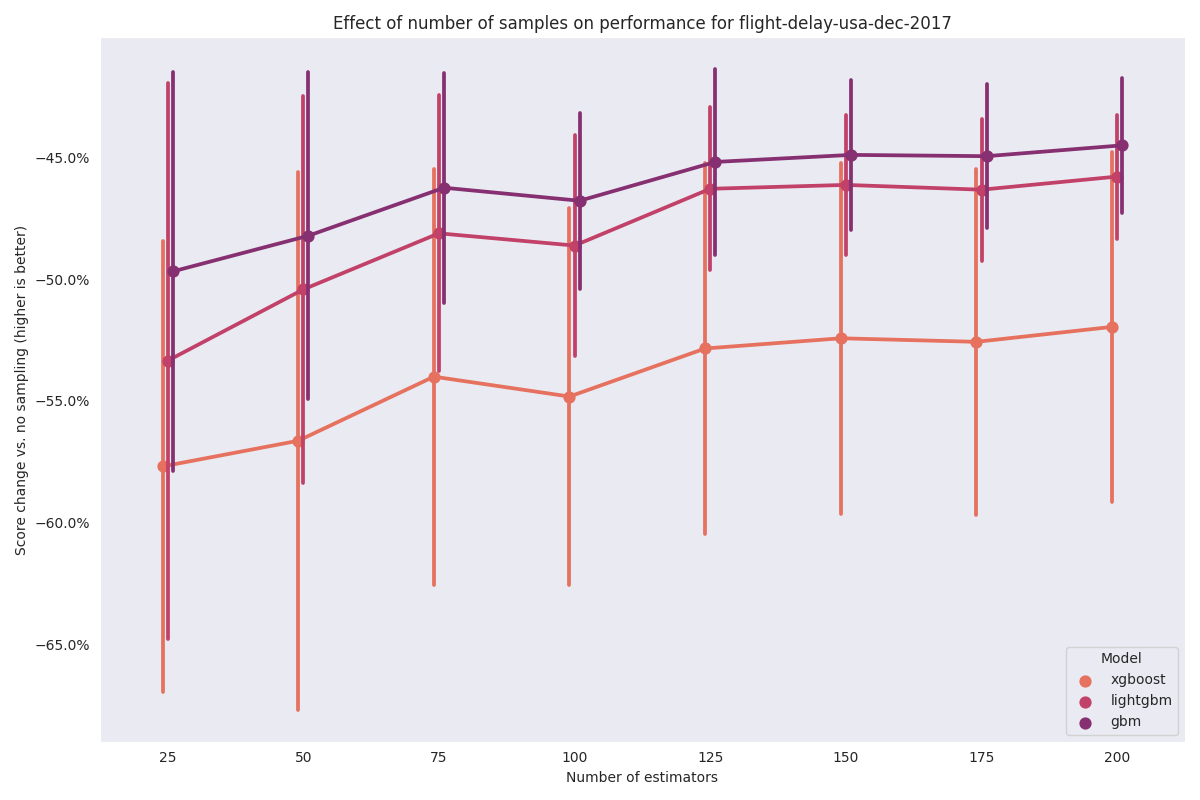 Effect of number of samples on performance for flight-delay-usa-dec-2017
Score change vs. no sampling (higher is better)
−45.0%
−50.0%
−55.0%
−60.0%
−65.0%
Model
xgboost
lightgbm
gbm
25 50 75 100 125 150 175 200
Number of estimators